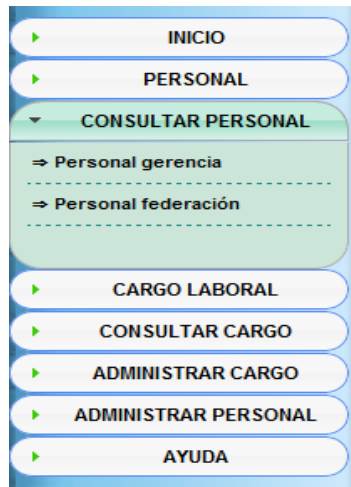 INICIO
PERSONAL
CONSULTAR PERSONAL
⇒ Personal gerencia
⇒ Personal federación
CARGO LABORAL
CONSULTAR CARGO
ADMINISTRAR CARGO
ADMINISTRAR PERSONAL
AYUDA